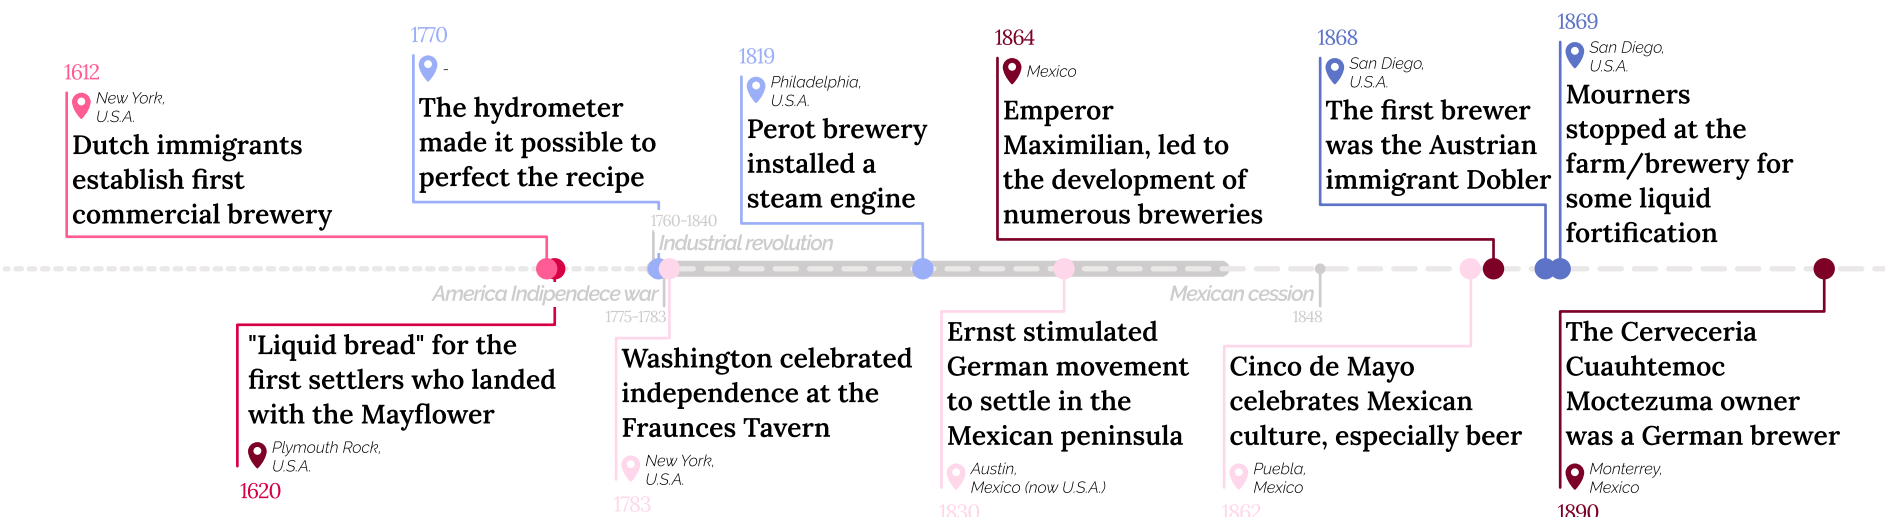 1612
New York,
U.S.A.
Dutch immigrants
establish first
commercial brewery
1770
-
The hydrometer
made it possible to
perfect the recipe
1819
Philadelphia,
U.S.A.
Perot brewery
installed a
steam engine
1864
Mexico
Emperor
Maximilian, led to
the development of
numerous breweries
1868
San Diego,
U.S.A.
The first brewer
was the Austrian
immigrant Dobler
1869
San Diego,
U.S.A.
Mourners
stopped at the
farm/brewery for
some liquid
fortification
1760-1840
Industrial revolution
America Indipendece war
1775-1783
Mexican cession
1848
"Liquid bread" for the
first settlers who landed
with the Mayflower
Plymouth Rock,
U.S.A.
1620
Washington celebrated
independence at the
Fraunces Tavern
New York,
U.S.A.
1783
Ernst stimulated
German movement
to settle in the
Mexican peninsula
Austin,
Mexico (now U.S.A.)
1830
Cinco de Mayo
celebrates Mexican
culture, especially beer
Puebla,
Mexico
1862
The Cerveceria
Cuauhtemoc
Moctezuma owner
was a German brewer
Monterrey,
Mexico
1890